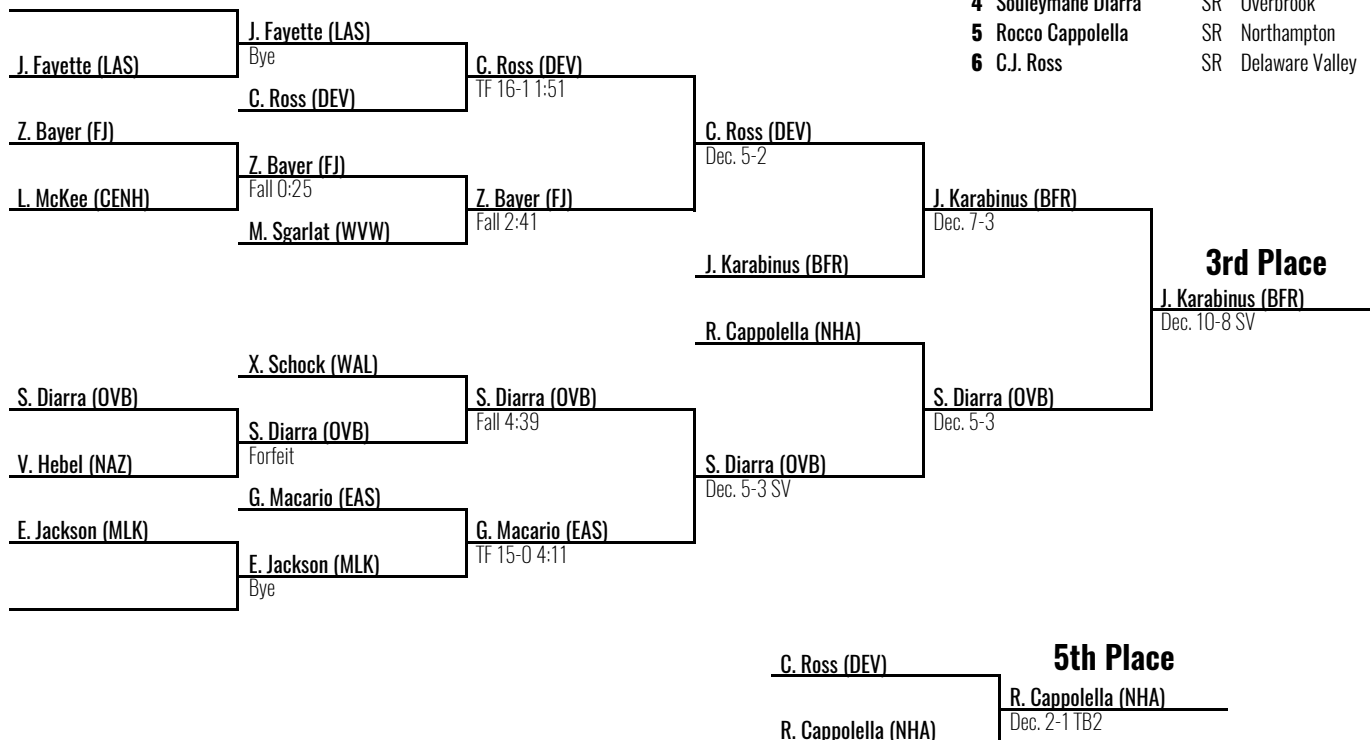 4 Souleymane Diarra SR Overbrook
5 Rocco Cappolella SR Northampton
6 C.J. Ross SR Delaware Valley
J. Fayette (LAS)
J. Fayette (LAS)
Bye
C. Ross (DEV)
C. Ross (DEV)
TF 16-1 1:51
Z. Bayer (FJ)
L. McKee (CENH)
Z. Bayer (FJ)
Fall 0:25
M. Sgarlat (WVW)
Z. Bayer (FJ)
Fall 2:41
C. Ross (DEV)
Dec. 5-2
J. Karabinus (BFR)
J. Karabinus (BFR)
Dec. 7-3
3rd Place
J. Karabinus (BFR)
Dec. 10-8 SV
R. Cappolella (NHA)
X. Schock (WAL)
S. Diarra (OVB)
V. Hebel (NAZ)
S. Diarra (OVB)
Forfeit
S. Diarra (OVB)
Fall 4:39
S. Diarra (OVB)
Dec. 5-3 SV
S. Diarra (OVB)
Dec. 5-3
G. Macario (EAS)
E. Jackson (MLK)
E. Jackson (MLK)
Bye
G. Macario (EAS)
TF 15-0 4:11
5th Place
C. Ross (DEV)
R. Cappolella (NHA)
R. Cappolella (NHA)
Dec. 2-1 TB2